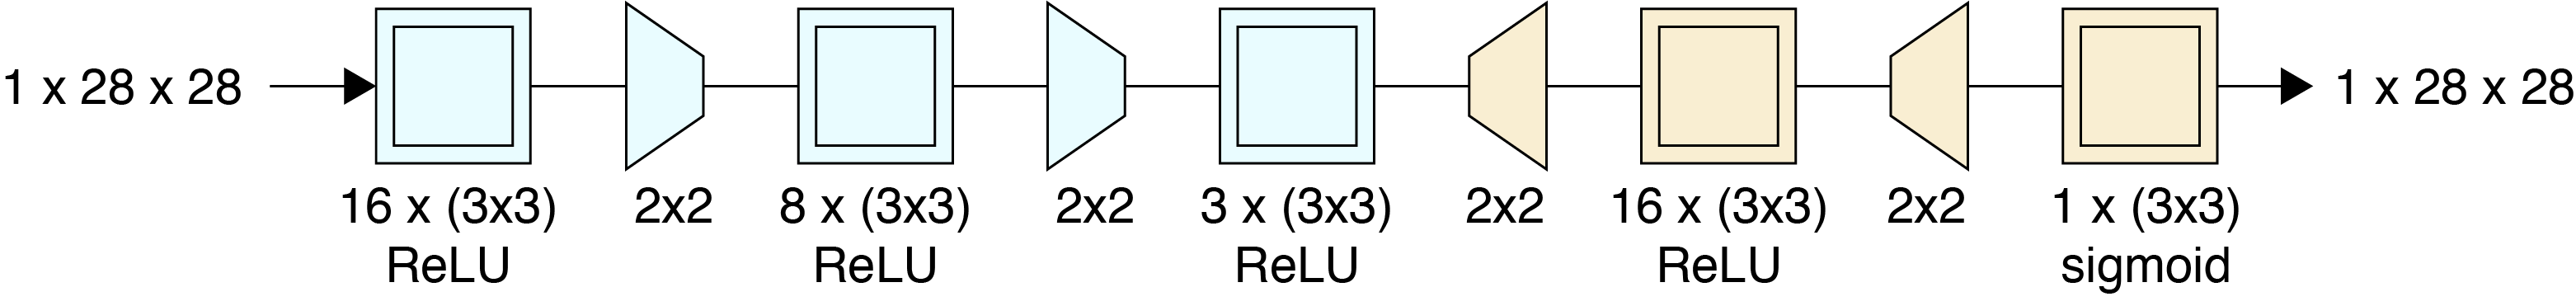 1 x 28 x 28
16 x (3x3)
ReLU
2x2
8 x (3x3)
ReLU
2x2
3 x (3x3)
ReLU
2x2
16 x (3x3)
ReLU
2x2
1 x (3x3)
sigmoid
1 x 28 x 28